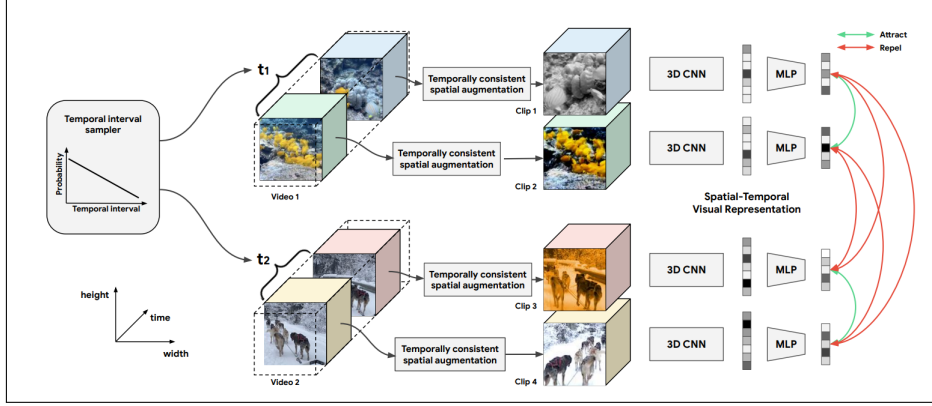 Attract
Repel
t1
Temporally consistent
spatial augmentation
Clip 1
3D CNN
MLP
Temporal interval
sampler
Probability
Temporal interval
Video 1
Temporally consistent
spatial augmentation
Clip 2
3D CNN
MLP
Spatial-Temporal
Visual Representation
t2
Temporally consistent
spatial augmentation
Clip 3
3D CNN
MLP
height
time
width
Video 2
Temporally consistent
spatial augmentation
Clip 4
3D CNN
MLP